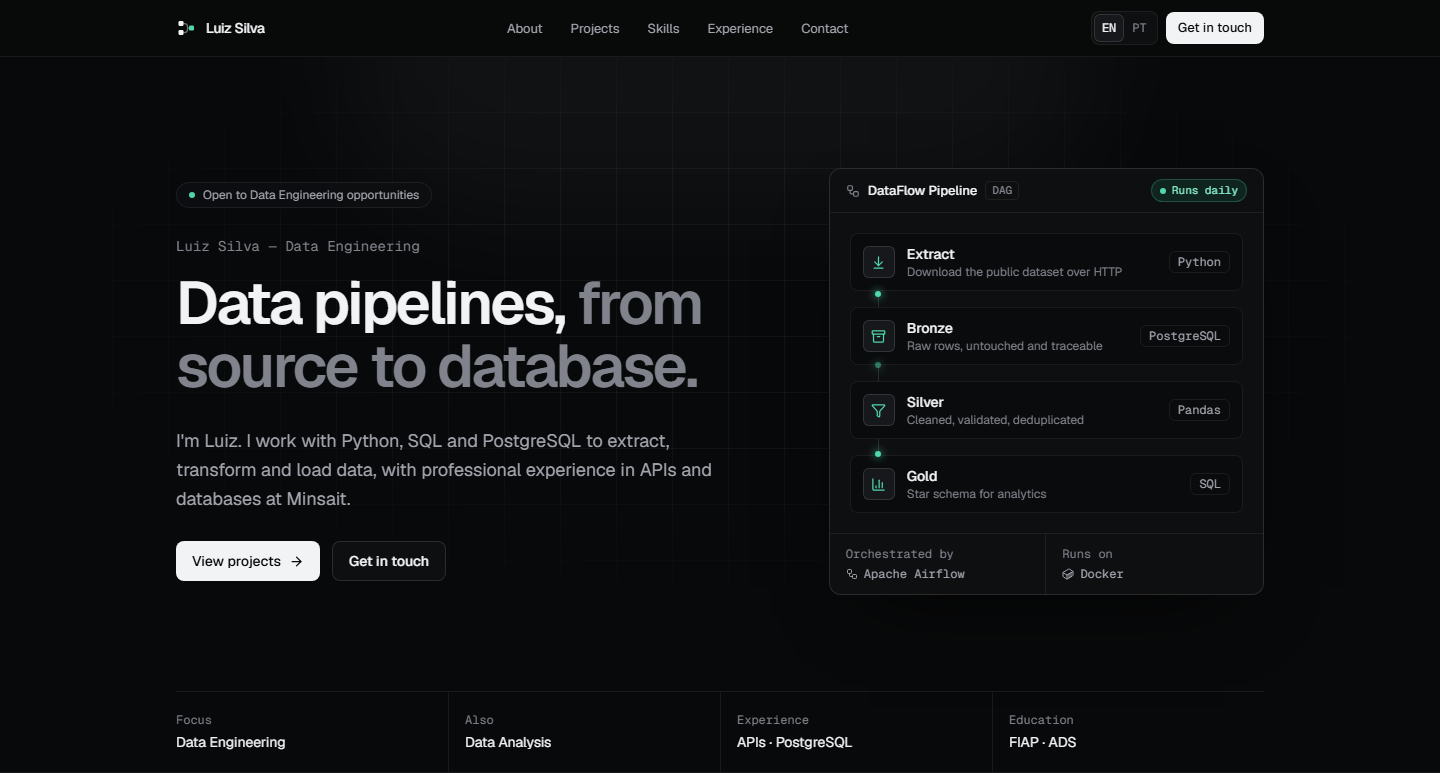 Luiz Silva
About
Projects
Skills
Experience
Contact
EN
PT
Get in touch
Open to Data Engineering opportunities
Luiz Silva — Data Engineering
Data pipelines, from
source to database.
I'm Luiz. I work with Python, SQL and PostgreSQL to extract,
transform and load data, with professional experience in APIs and
databases at Minsait.
View projects →
Get in touch
DataFlow Pipeline
DAG
Runs daily
Extract
Download the public dataset over HTTP
Python
Bronze
Raw rows, untouched and traceable
PostgreSQL
Silver
Cleaned, validated, deduplicated
Pandas
Gold
Star schema for analytics
SQL
Orchestrated by
Apache Airflow
Runs on
Docker
Focus
Data Engineering
Also
Data Analysis
Experience
APIs · PostgreSQL
Education
FIAP · ADS